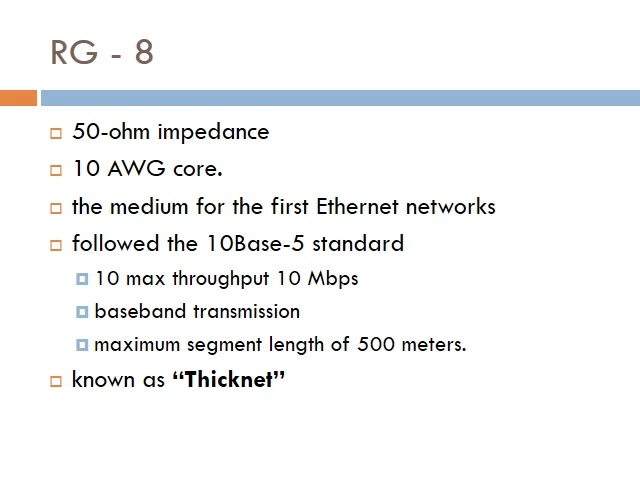 RG - 8
50-ohm impedance
10 AWG core.
the medium for the first Ethernet networks
followed the 10Base-5 standard
10 max throughput 10 Mbps
baseband transmission
maximum segment length of 500 meters.
known as “Thicknet”